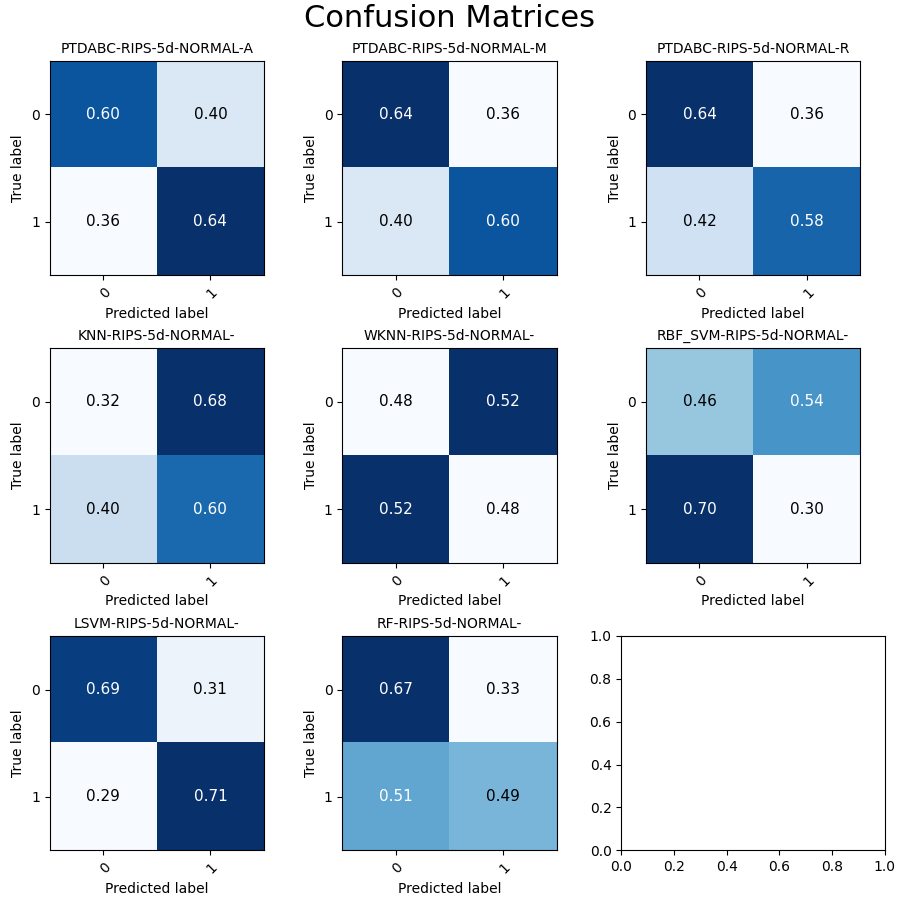 Confusion Matrices
PTDABC-RIPS-5d-NORMAL-A
0
0.60
0.40
True label
1
0.36
0.64
0
1
Predicted label
PTDABC-RIPS-5d-NORMAL-M
0
0.64
0.36
True label
1
0.40
0.60
0
1
Predicted label
PTDABC-RIPS-5d-NORMAL-R
0
0.64
0.36
True label
1
0.42
0.58
0
1
Predicted label
KNN-RIPS-5d-NORMAL-
0
0.32
0.68
True label
1
0.40
0.60
0
1
Predicted label
WKNN-RIPS-5d-NORMAL-
0
0.48
0.52
True label
1
0.52
0.48
0
1
Predicted label
RBF_SVM-RIPS-5d-NORMAL-
0
0.46
0.54
True label
1
0.70
0.30
0
1
Predicted label
LSVM-RIPS-5d-NORMAL-
0
0.69
0.31
True label
1
0.29
0.71
0
1
Predicted label
RF-RIPS-5d-NORMAL-
0
0.67
0.33
True label
1
0.51
0.49
0
1
Predicted label
1.0
0.8
0.6
0.4
0.2
0.0
0.0 0.2 0.4 0.6 0.8 1.0